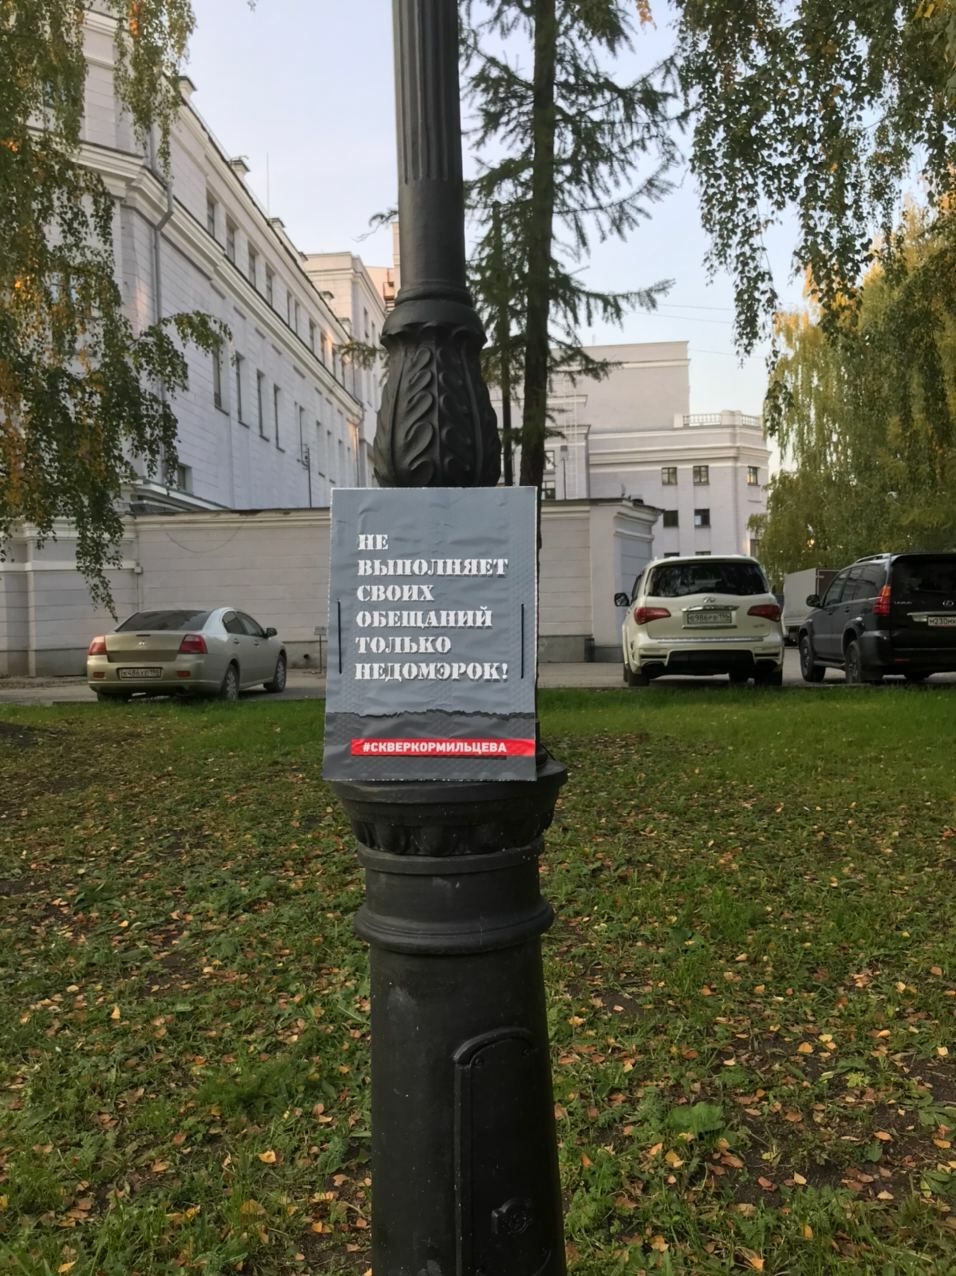 НЕ
ВЫПОЛНЯЕТ
СВОИХ
ОБЕЩАНИЙ
ТОЛЬКО
НЕДОМЭРОК!
#СКВЕРКОРМИЛЬЦЕВА